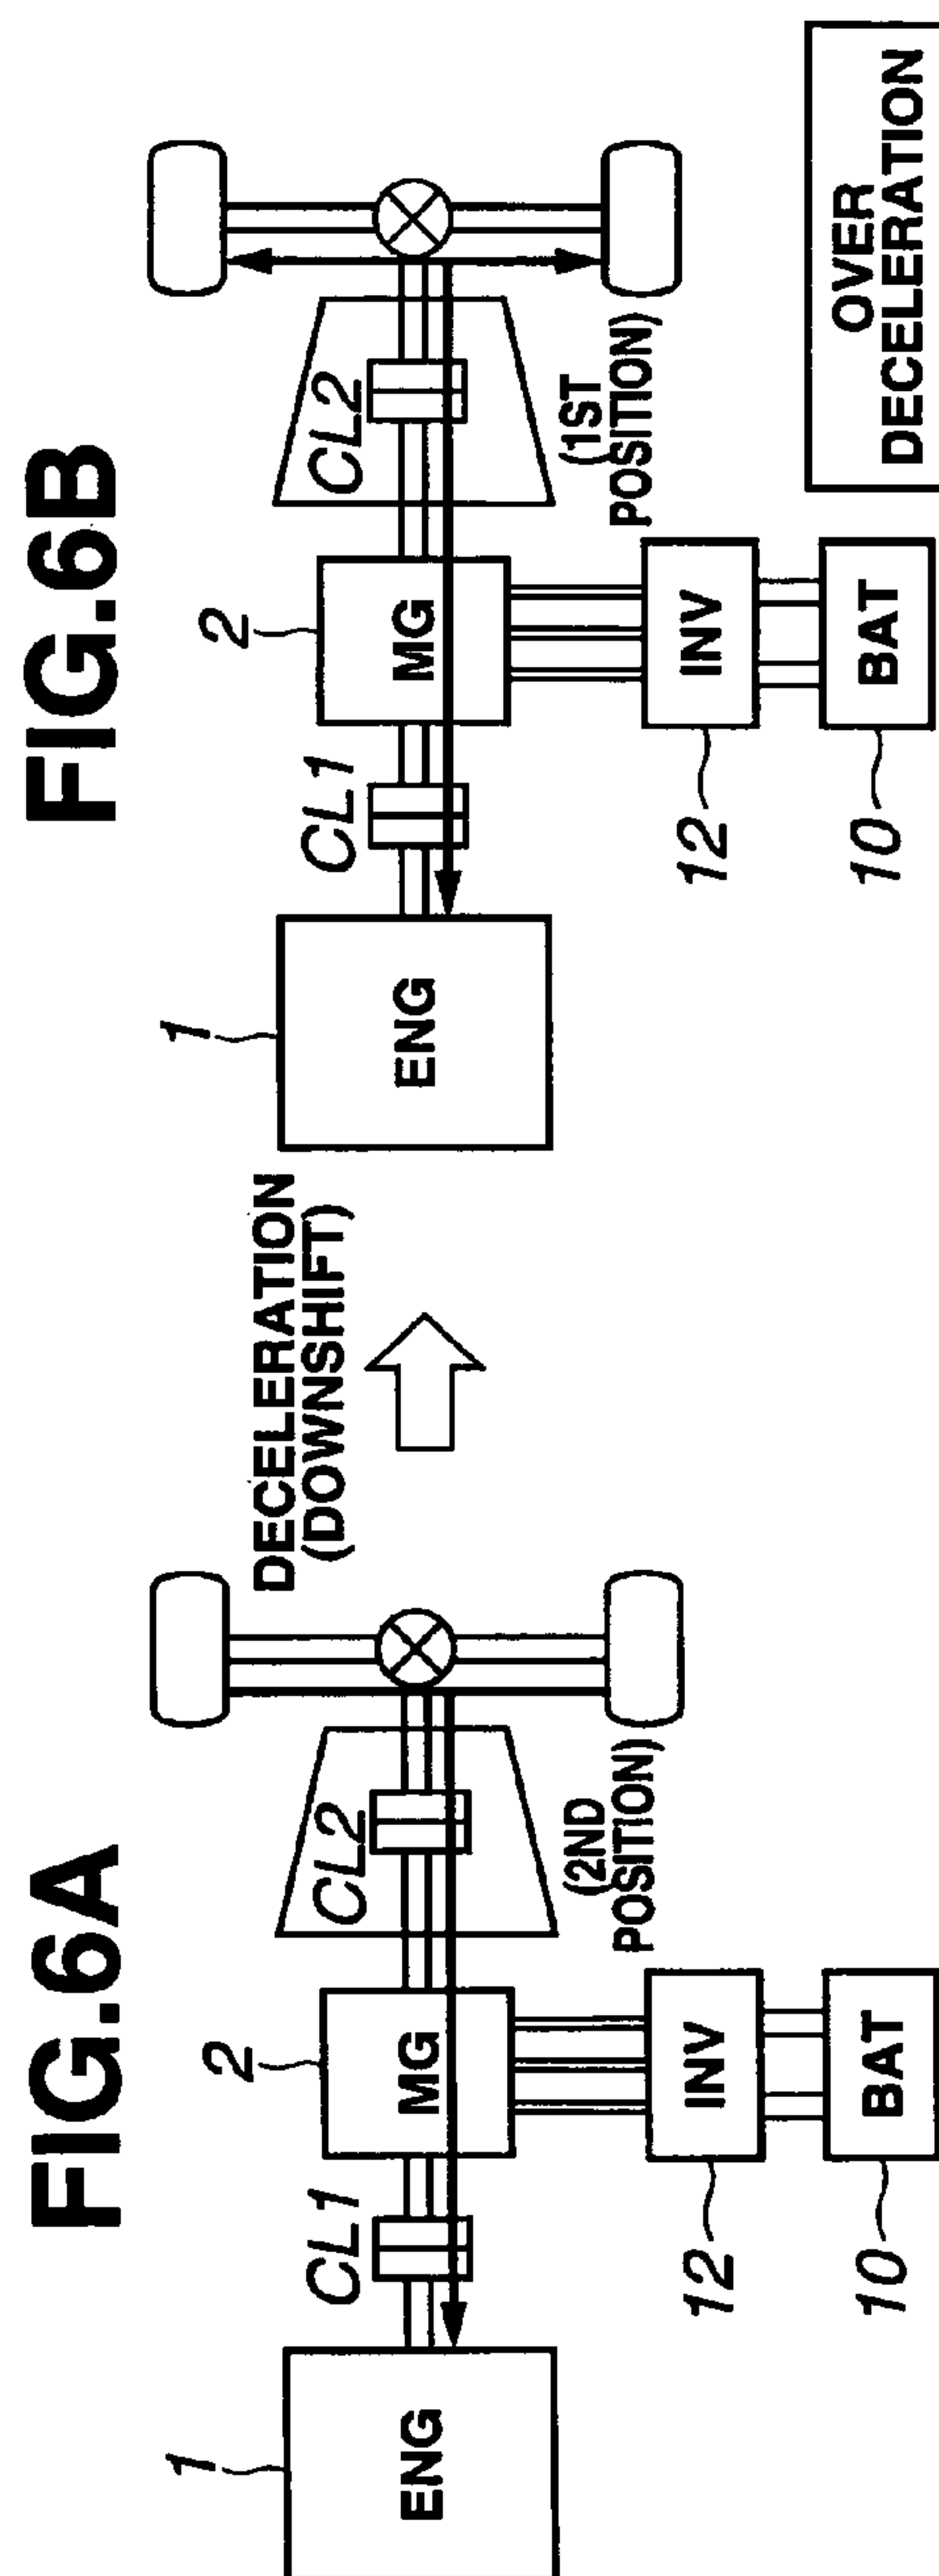 FIG.6A
1
ENG
CL1
2
MG
CL2
(2ND
POSITION)
12
INV
10
BAT
DECELERATION
(DOWNSHIFT)
FIG.6B
1
ENG
CL1
2
MG
CL2
(1ST
POSITION)
12
INV
10
BAT
OVER
DECELERATION